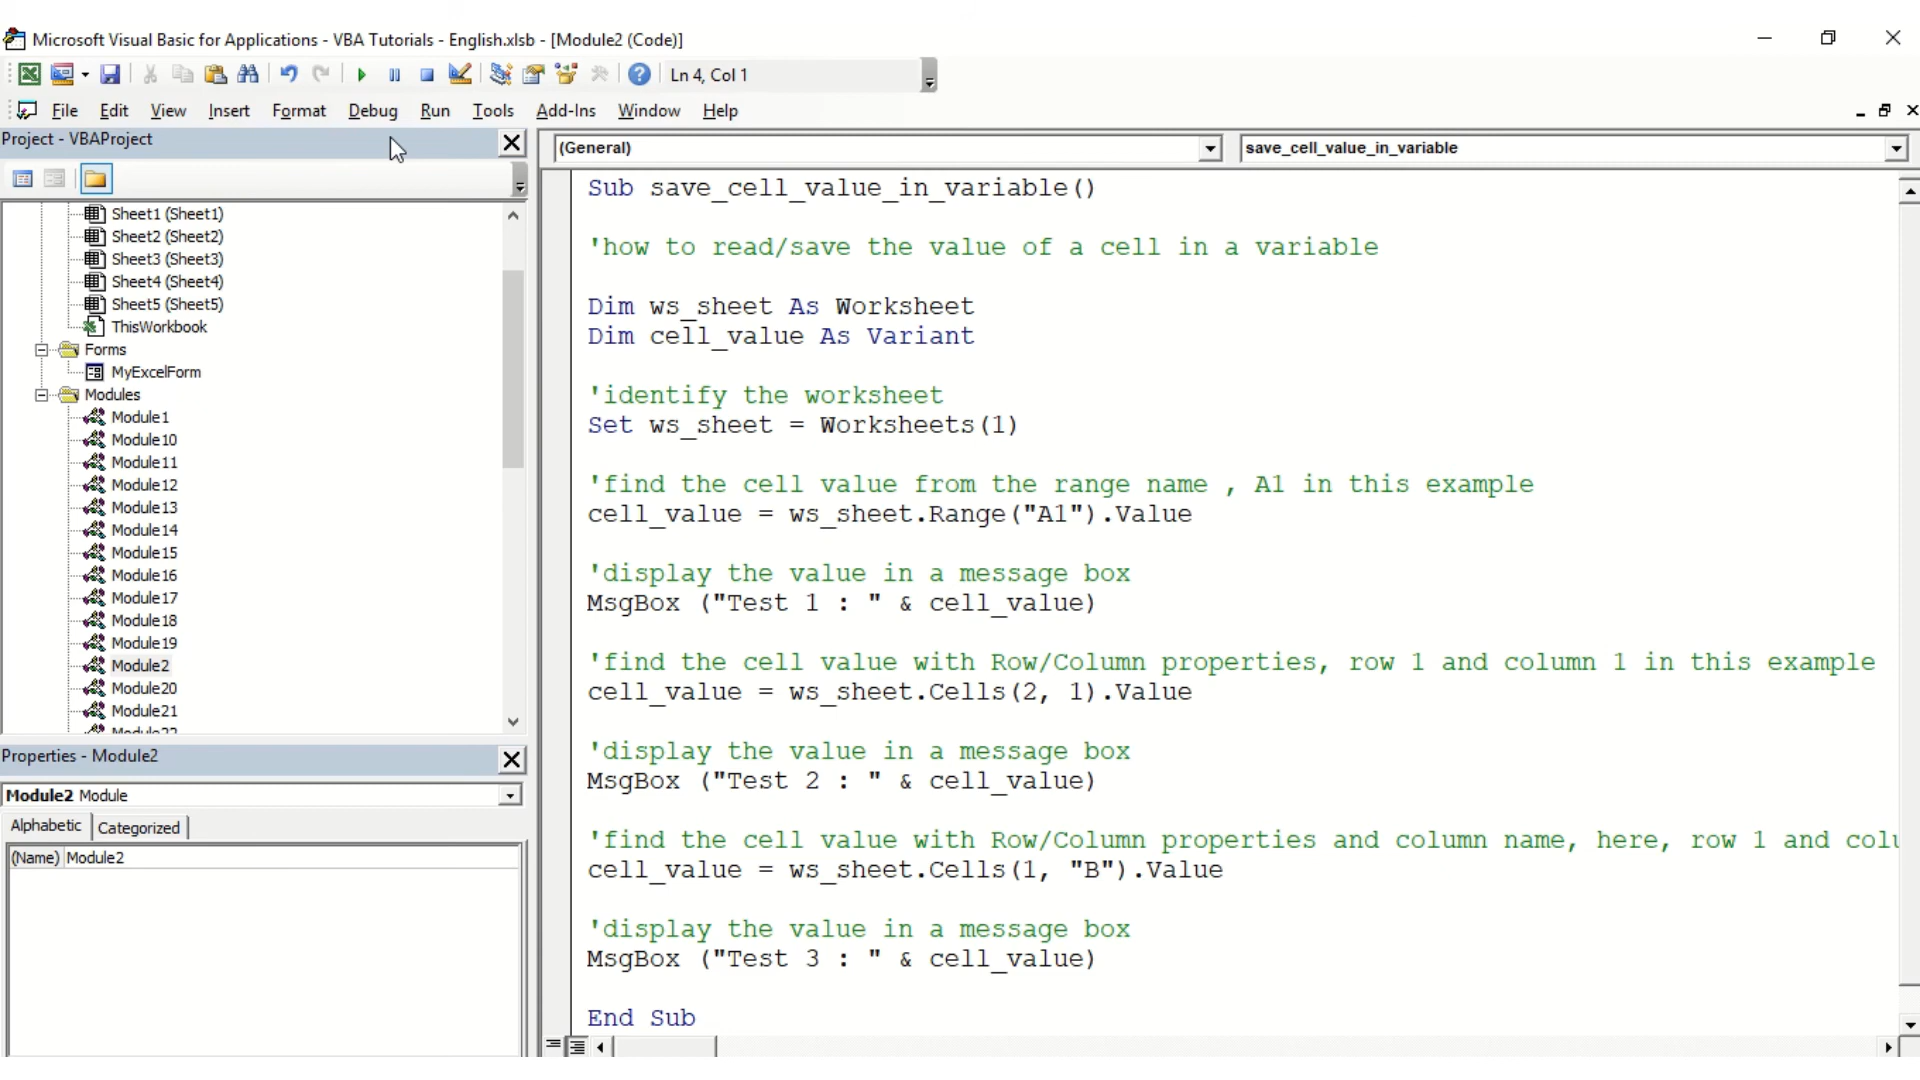 Microsoft Visual Basic for Applications - VBA Tutorials - English.xlsb - [Module2 (Code)]
Ln 4, Col 1
File Edit View Insert Format Debug Run Tools Add-Ins Window Help
Project - VBAProject
Sheet1 (Sheet1)
Sheet2 (Sheet2)
Sheet3 (Sheet3)
Sheet4 (Sheet4)
Sheet5 (Sheet5)
ThisWorkbook
Forms
MyExcelForm
Modules
Module1
Module10
Module11
Module12
Module13
Module14
Module15
Module16
Module17
Module18
Module19
Module2
Module20
Module21
Properties - Module2
Module2 Module
Alphabetic Categorized
(Name) Module2
(General) save_cell_value_in_variable
Sub save_cell_value_in_variable()
'how to read/save the value of a cell in a variable
Dim ws_sheet As Worksheet
Dim cell_value As Variant
'identify the worksheet
Set ws_sheet = Worksheets(1)
'find the cell value from the range name , A1 in this example
cell_value = ws_sheet.Range("A1").Value
'display the value in a message box
MsgBox ("Test 1 : " & cell_value)
'find the cell value with Row/Column properties, row 1 and column 1 in this example
cell_value = ws_sheet.Cells(2, 1).Value
'display the value in a message box
MsgBox ("Test 2 : " & cell_value)
'find the cell value with Row/Column properties and column name, here, row 1 and
cell_value = ws_sheet.Cells(1, "B").Value
'display the value in a message box
MsgBox ("Test 3 : " & cell_value)
End Sub